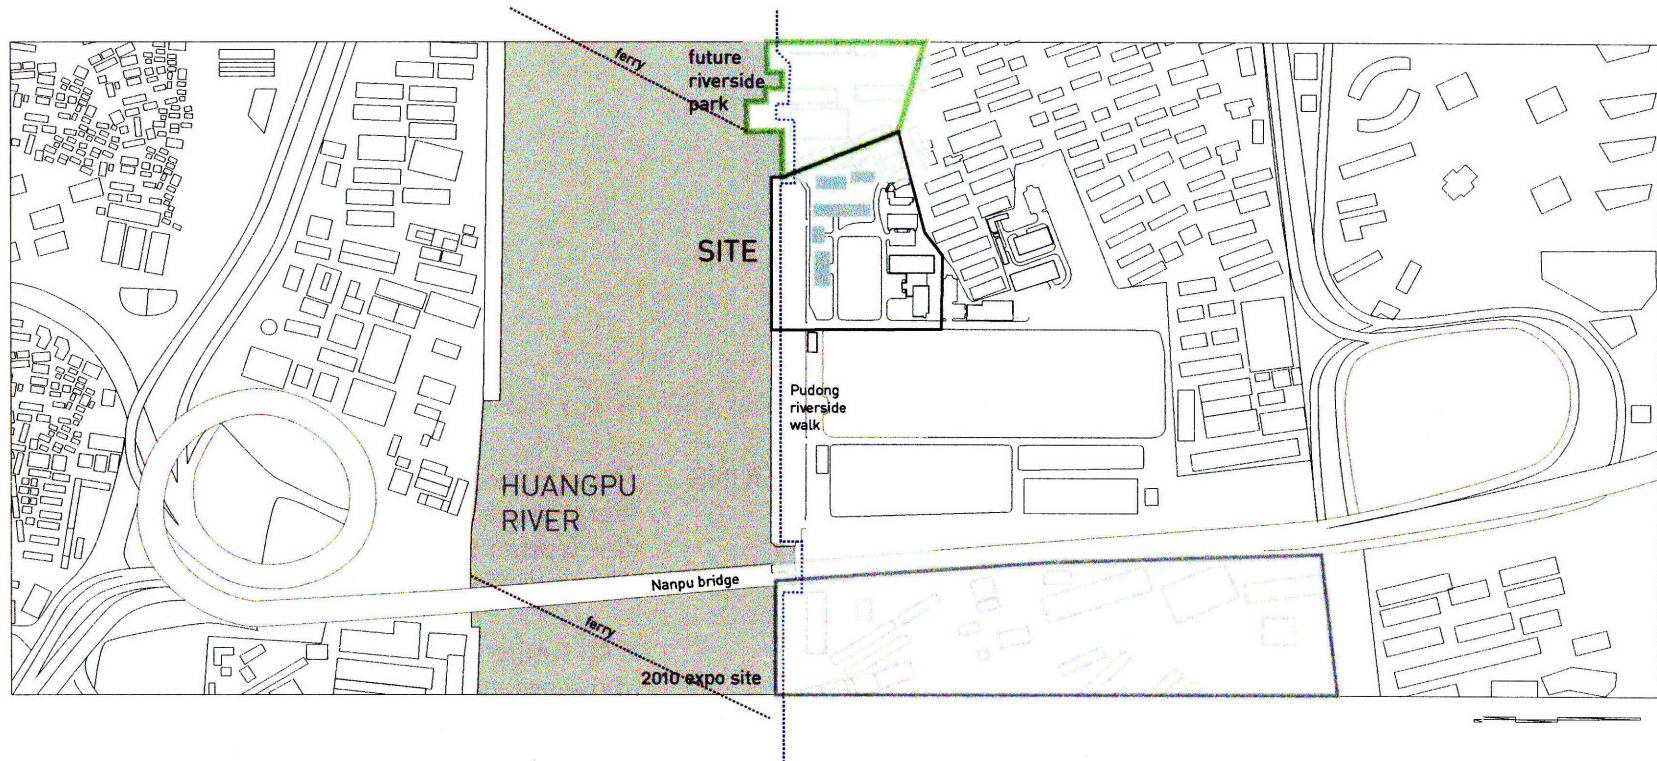 ferry
future
riverside
park
SITE
Pudong
riverside
walk
HUANGPU
RIVER
Nanpu bridge
ferry
2010 expo site